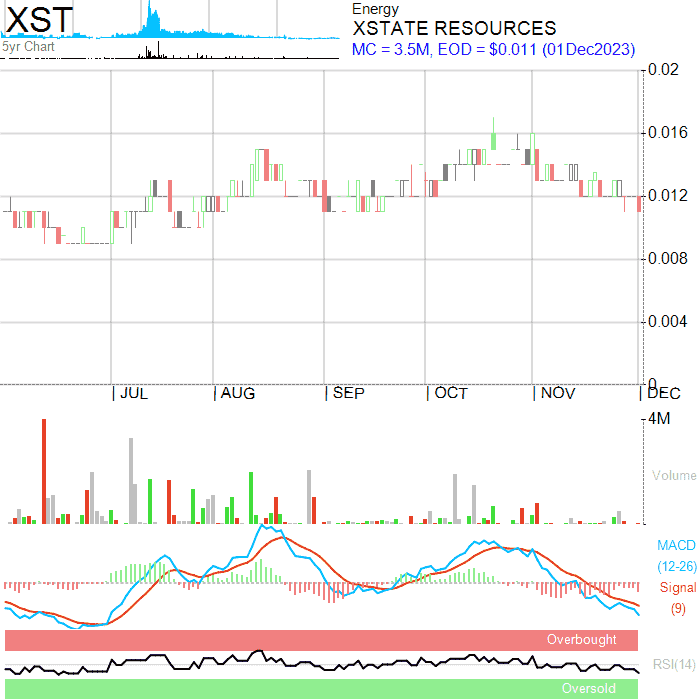 XST
5yr Chart
Energy
XSTATE RESOURCES
MC = 3.5M, EOD = $0.011 (01Dec2023)
0.02
0.016
0.012
0.008
0.004
0
JUL AUG SEP OCT NOV DEC
4M
Volume
MACD
(12-26)
Signal
(9)
Overbought
RSI(14)
Oversold